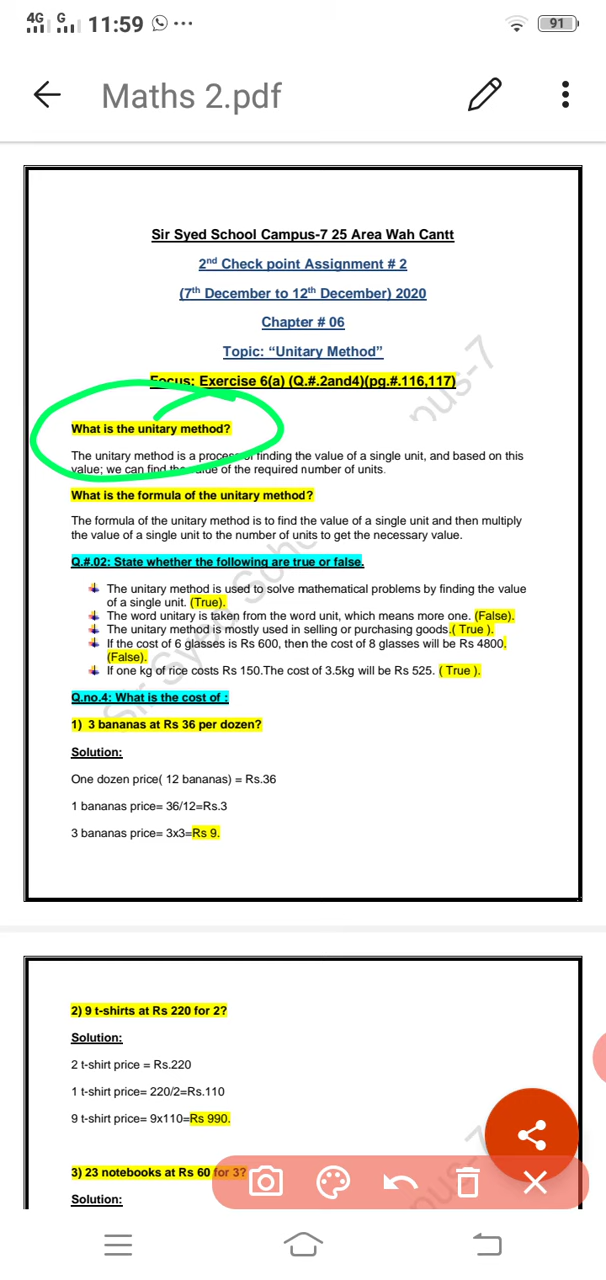 4G G 11:59 ...
91
Maths 2.pdf
Sir Syed School Campus-7 25 Area Wah Cantt
2nd Check point Assignment # 2
(7th December to 12th December) 2020
Chapter # 06
Topic: “Unitary Method”
Focus: Exercise 6(a) (Q.#.2and4)(pg.#.116,117)
What is the unitary method?
The unitary method is a process of finding the value of a single unit, and based on this
value; we can find the value of the required number of units.
What is the formula of the unitary method?
The formula of the unitary method is to find the value of a single unit and then multiply
the value of a single unit to the number of units to get the necessary value.
Q.#.02: State whether the following are true or false.
The unitary method is used to solve mathematical problems by finding the value
of a single unit. (True).
The word unitary is taken from the word unit, which means more one. (False).
The unitary method is mostly used in selling or purchasing goods.( True ).
If the cost of 6 glasses is Rs 600, then the cost of 8 glasses will be Rs 4800.
(False).
If one kg of rice costs Rs 150.The cost of 3.5kg will be Rs 525. ( True ).
Q.no.4: What is the cost of :
1) 3 bananas at Rs 36 per dozen?
Solution:
One dozen price( 12 bananas) = Rs.36
1 bananas price= 36/12=Rs.3
3 bananas price= 3x3=Rs 9.
2) 9 t-shirts at Rs 220 for 2?
Solution:
2 t-shirt price = Rs.220
1 t-shirt price= 220/2=Rs.110
9 t-shirt price= 9x110=Rs 990.
3) 23 notebooks at Rs 60 for 3?
Solution: